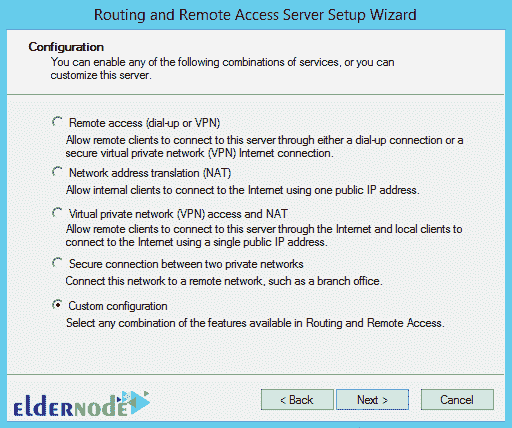 Routing and Remote Access Server Setup Wizard
Configuration
You can enable any of the following combinations of services, or you can
customize this server.
Remote access (dial-up or VPN)
Allow remote clients to connect to this server through either a dial-up connection or a
secure virtual private network (VPN) Internet connection.
Network address translation (NAT)
Allow internal clients to connect to the Internet using one public IP address.
Virtual private network (VPN) access and NAT
Allow remote clients to connect to this server through the Internet and local clients to
connect to the Internet using a single public IP address.
Secure connection between two private networks
Connect this network to a remote network, such as a branch office.
Custom configuration
Select any combination of the features available in Routing and Remote Access.
ELDERNODE
< Back
Next >
Cancel